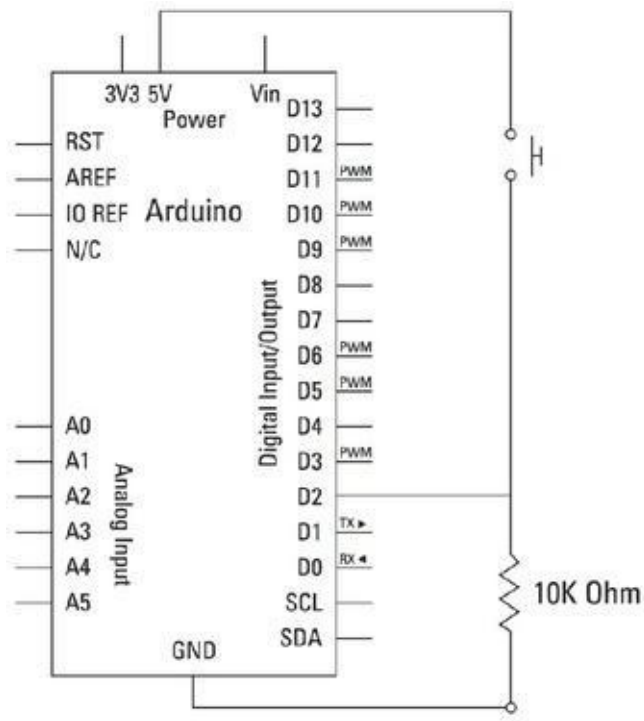 3V3 5V Vin
Power
Arduino
RST
AREF
IO REF
N/C
A0
A1
A2
A3
A4
A5
Analog Input
Digital Input/Output
D13
D12
D11 PWM
D10 PWM
D9 PWM
D8
D7
D6 PWM
D5 PWM
D4
D3 PWM
D2
D1 TX ▸
D0 RX ◂
SCL
SDA
GND
10K Ohm